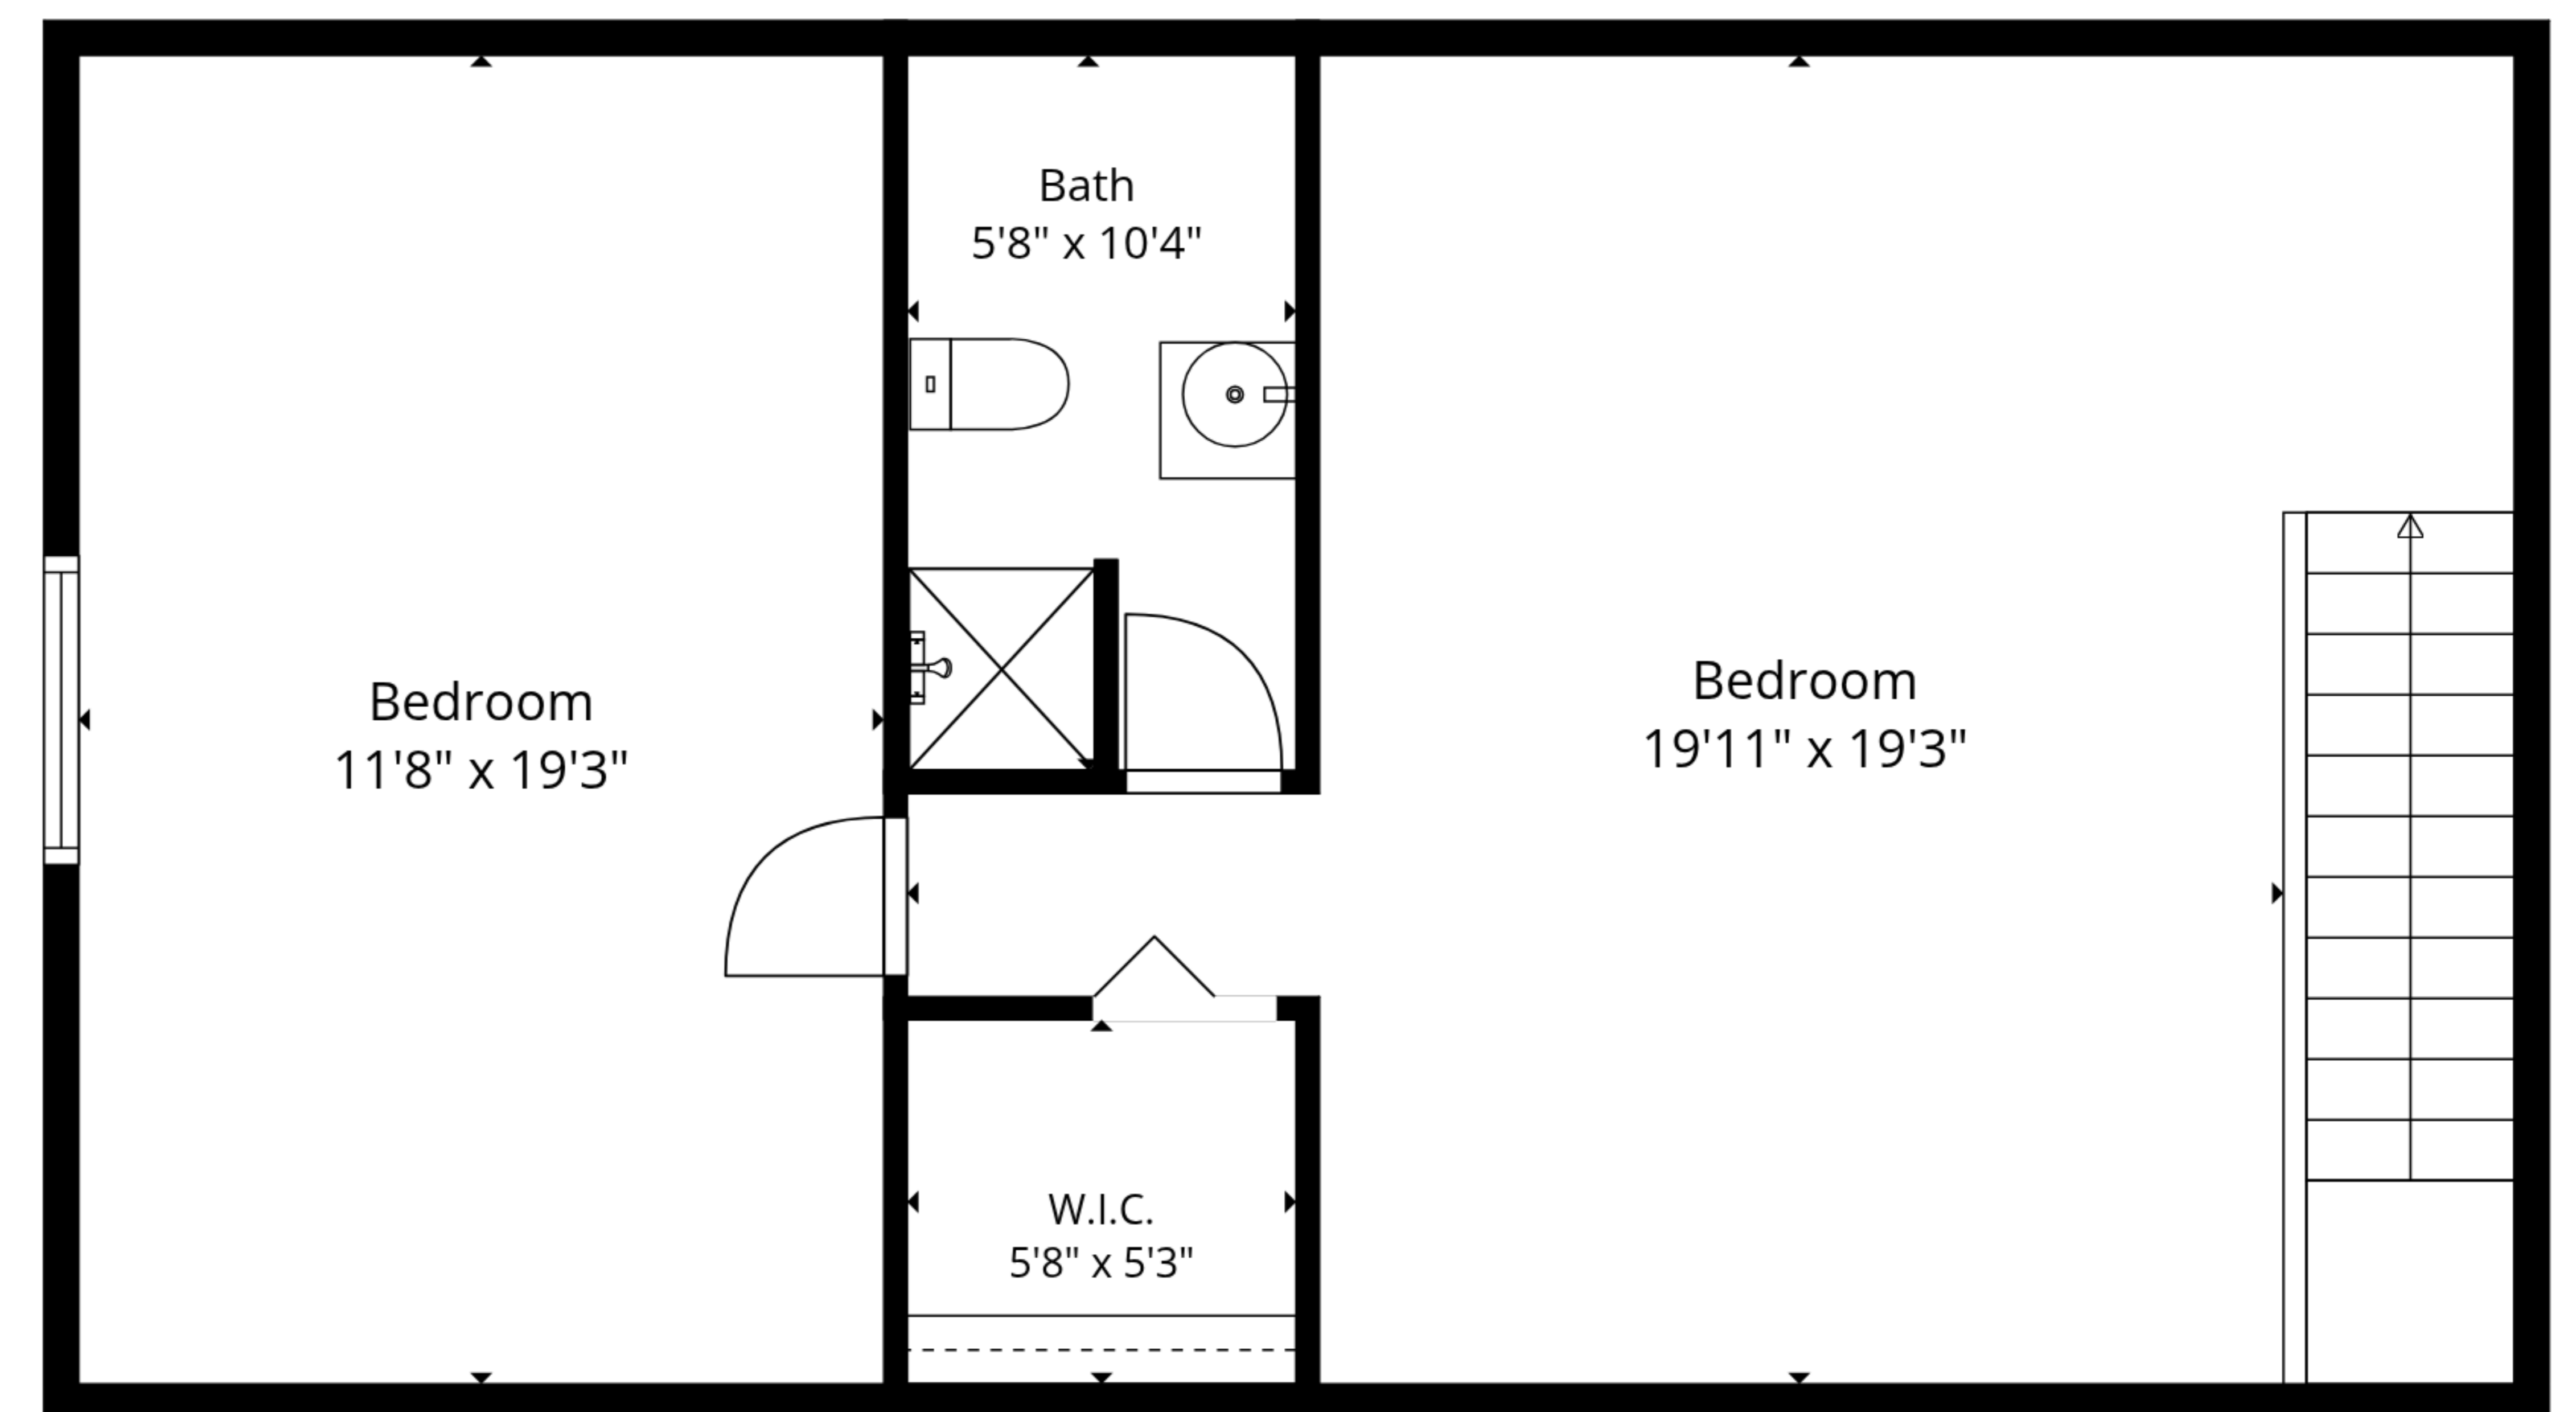 Bath
5'8" x 10'4"
Bedroom
11'8" x 19'3"
Bedroom
19'11" x 19'3"
W.I.C.
5'8" x 5'3"